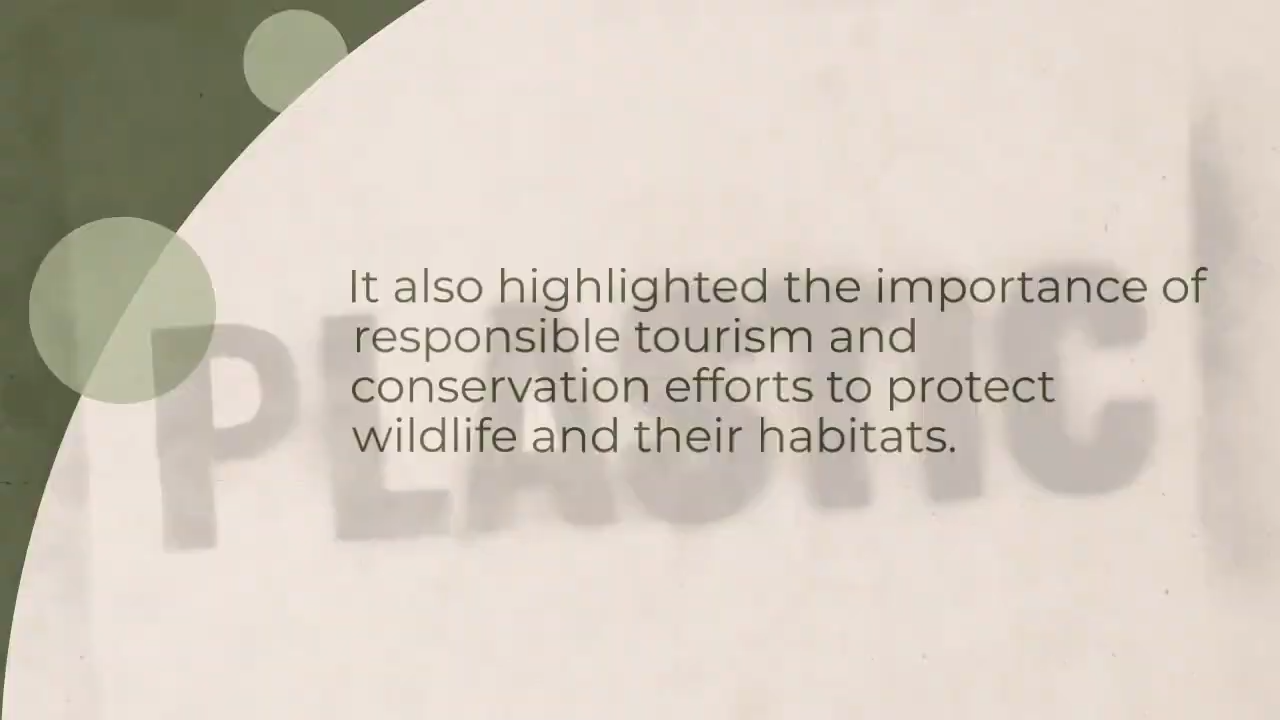 It also highlighted the importance of
responsible tourism and
conservation efforts to protect
wildlife and their habitats.
PLASTIC